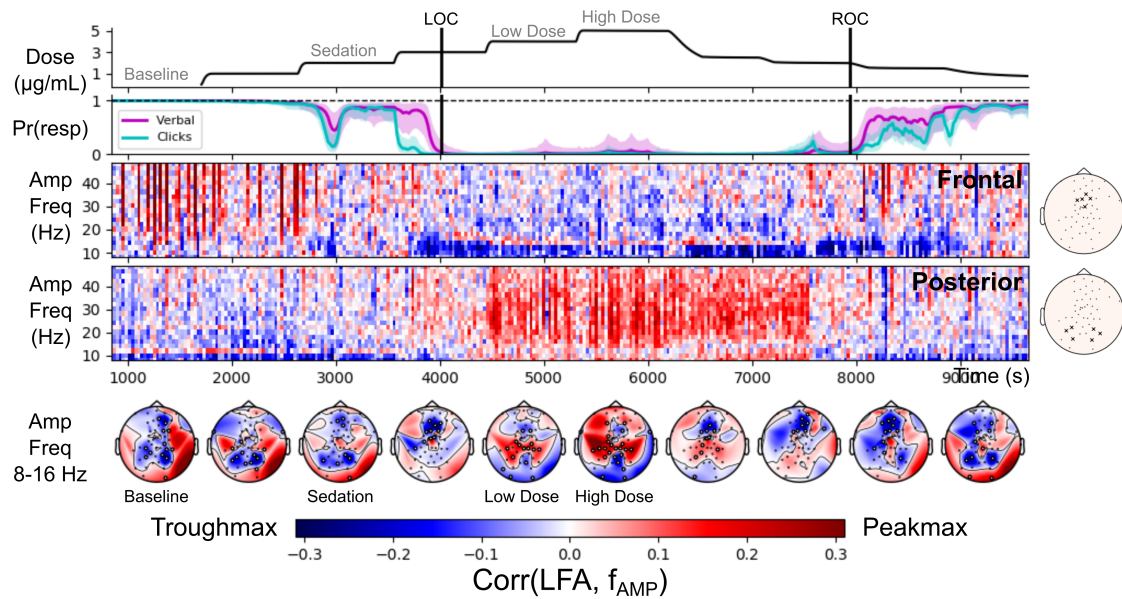 LOC
ROC
Dose
(µg/mL)
5
3
1
Baseline
Sedation
Low Dose
High Dose
Pr(resp)
1
0
Verbal
Clicks
Amp
Freq
(Hz)
40
30
20
10
Frontal
Amp
Freq
(Hz)
40
30
20
10
Posterior
1000 2000 3000 4000 5000 6000 7000 8000
Time (s)
Amp
Freq
8-16 Hz
Baseline
Sedation
Low Dose
High Dose
Troughmax
Peakmax
−0.3 −0.2 −0.1 0.0 0.1 0.2 0.3
Corr(LFA, fAMP)